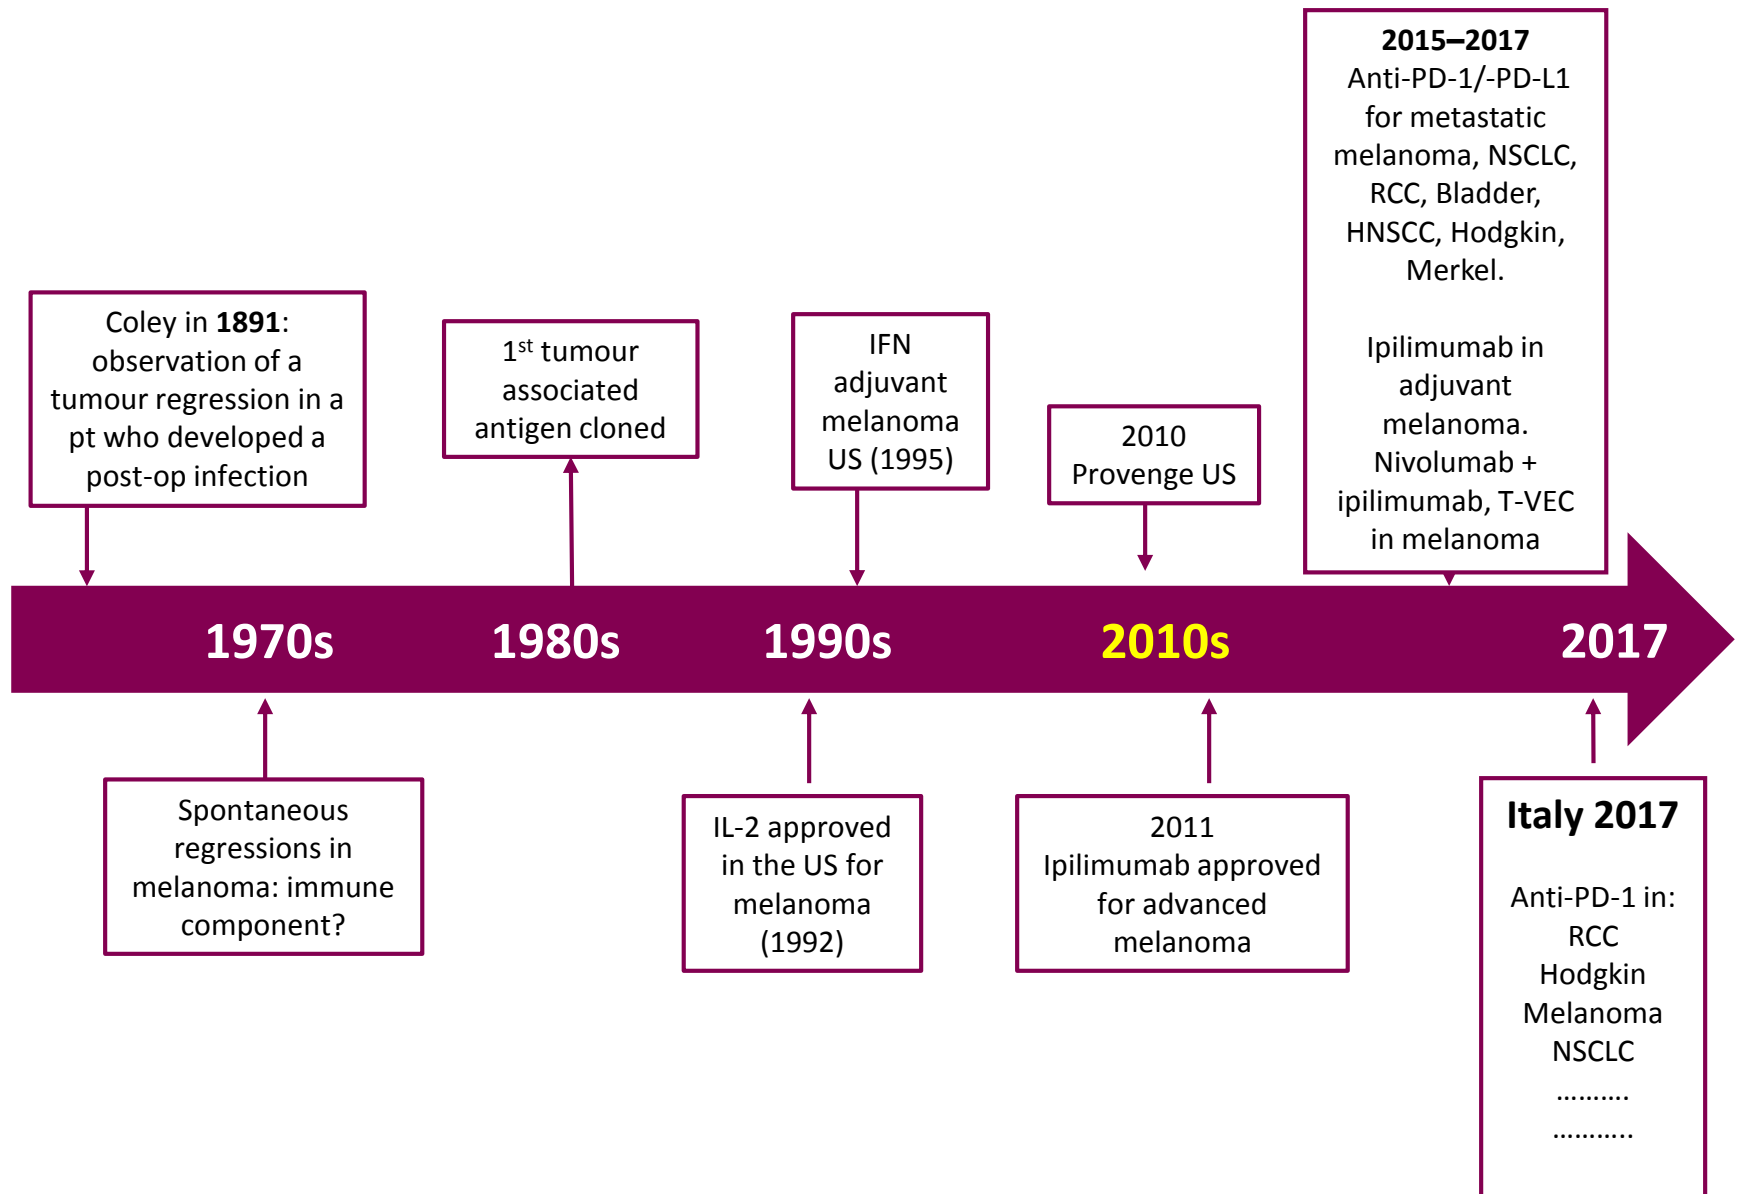 2015–2017
Anti-PD-1/-PD-L1
for metastatic
melanoma, NSCLC,
RCC, Bladder,
HNSCC, Hodgkin,
Merkel.
Ipilimumab in
adjuvant
melanoma.
Nivolumab +
ipilimumab, T-VEC
in melanoma
Coley in 1891:
observation of a
tumour regression in a
pt who developed a
post-op infection
1st tumour
associated
antigen cloned
IFN
adjuvant
melanoma
US (1995)
2010
Provenge US
1970s
1980s
1990s
2010s
2017
Spontaneous
regressions in
melanoma: immune
component?
IL-2 approved
in the US for
melanoma
(1992)
2011
Ipilimumab approved
for advanced
melanoma
Italy 2017
Anti-PD-1 in:
RCC
Hodgkin
Melanoma
NSCLC
……….
………..